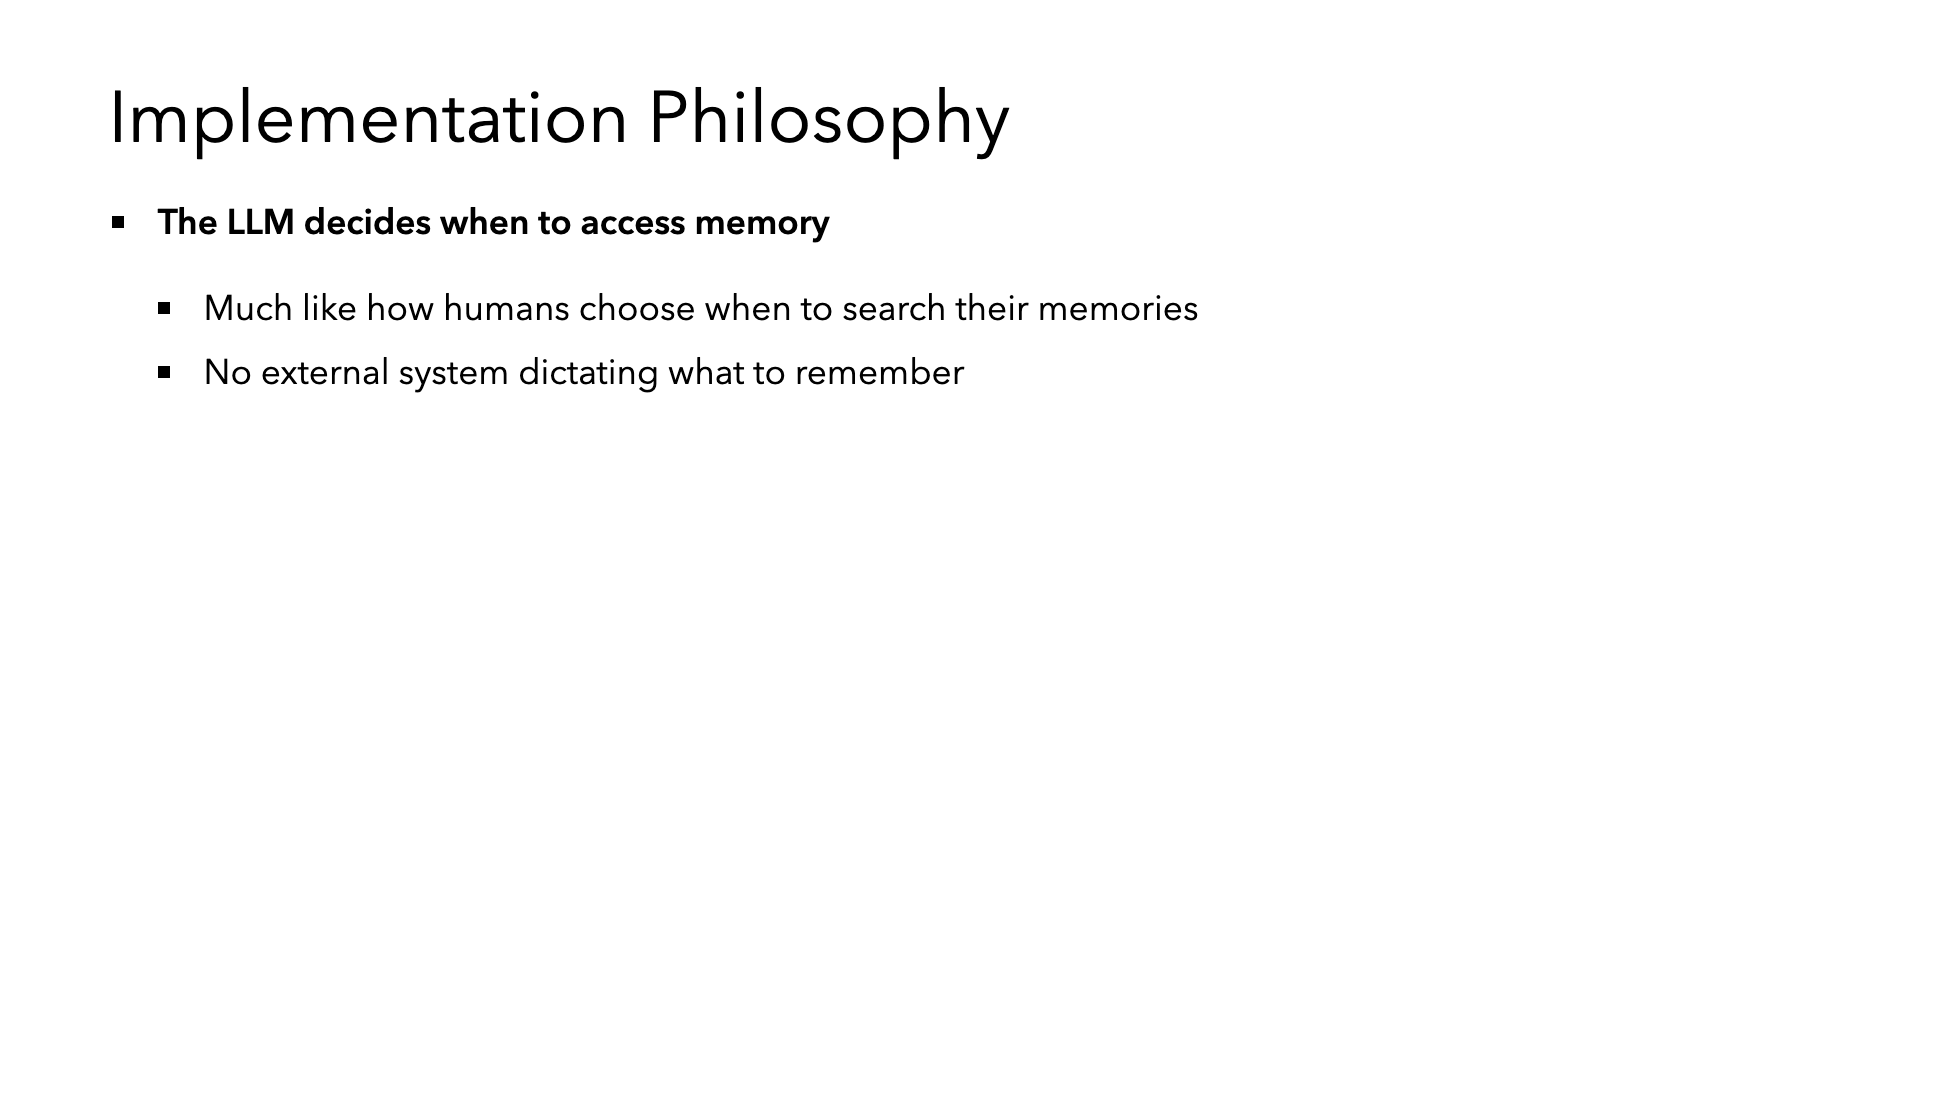 Implementation Philosophy
▪ The LLM decides when to access memory
▪ Much like how humans choose when to search their memories
▪ No external system dictating what to remember